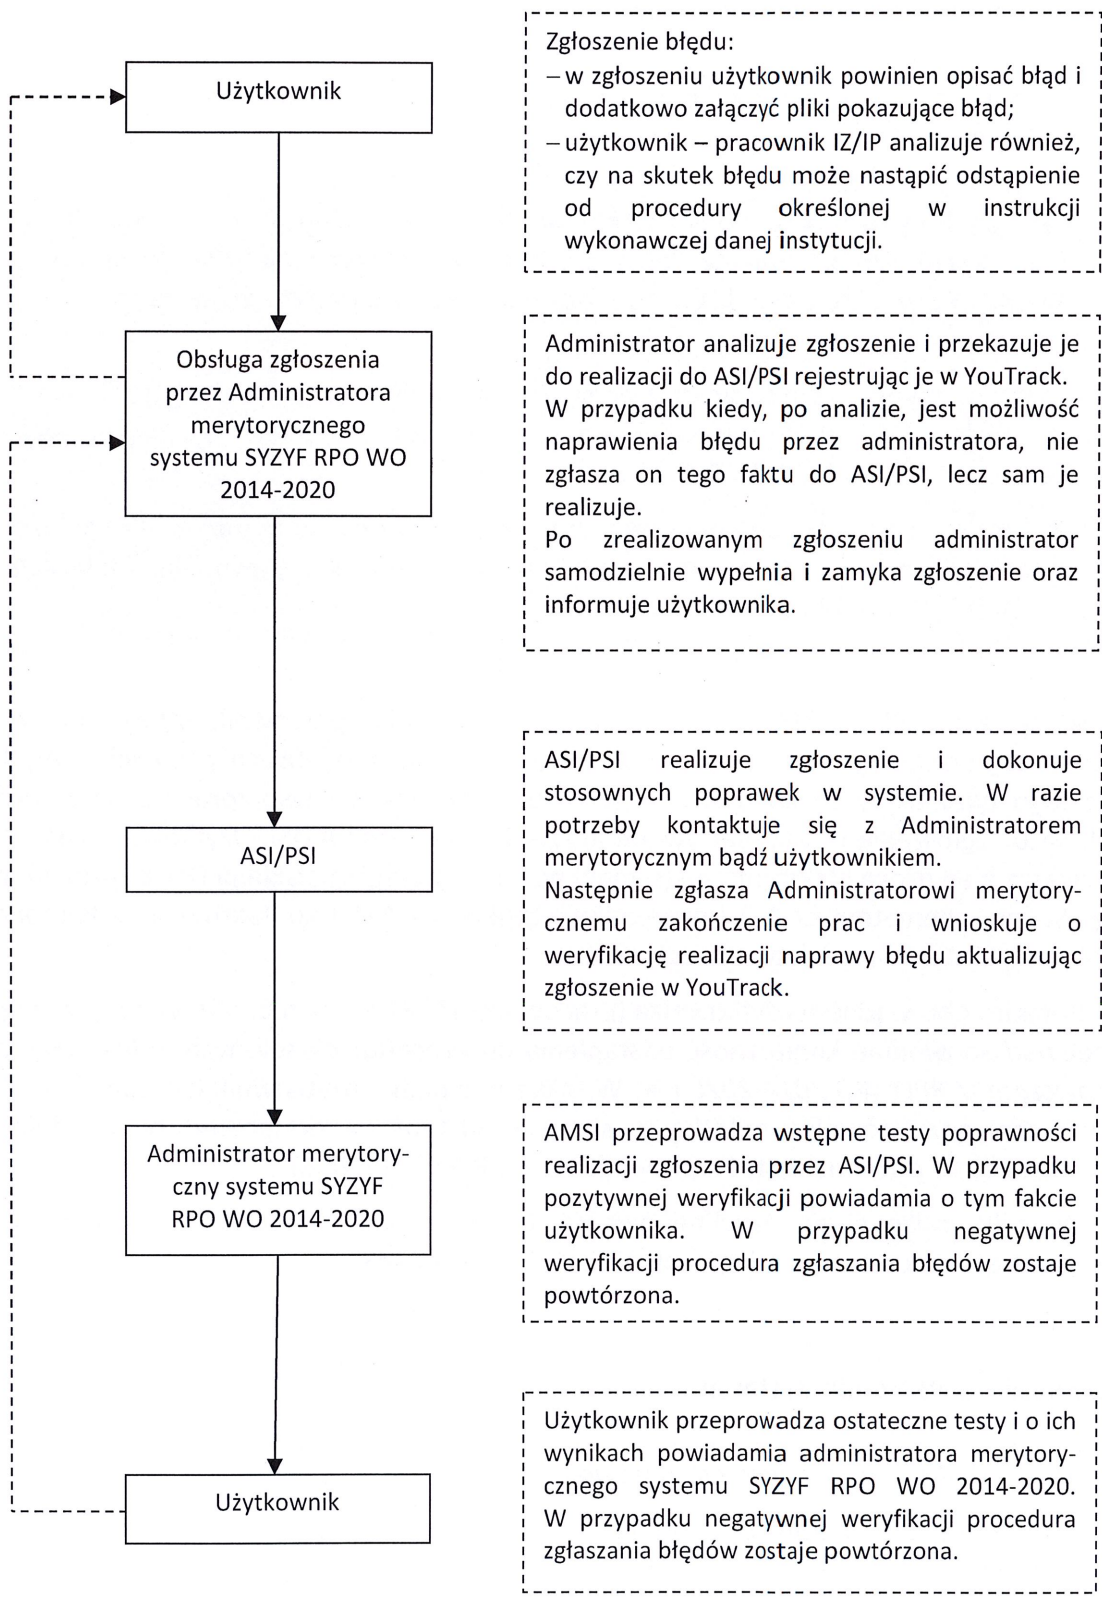 Użytkownik
Zgłoszenie błędu:
– w zgłoszeniu użytkownik powinien opisać błąd i
dodatkowo załączyć pliki pokazujące błąd;
– użytkownik – pracownik IZ/IP analizuje również,
czy na skutek błędu może nastąpić odstąpienie
od procedury określonej w instrukcji
wykonawczej danej instytucji.
Obsługa zgłoszenia
przez Administratora
merytorycznego
systemu SYZYF RPO WO
2014-2020
Administrator analizuje zgłoszenie i przekazuje je
do realizacji do ASI/PSI rejestrując je w YouTrack.
W przypadku kiedy, po analizie, jest możliwość
naprawienia błędu przez administratora, nie
zgłasza on tego faktu do ASI/PSI, lecz sam je
realizuje.
Po zrealizowanym zgłoszeniu administrator
samodzielnie wypełnia i zamyka zgłoszenie oraz
informuje użytkownika.
ASI/PSI
ASI/PSI realizuje zgłoszenie i dokonuje
stosownych poprawek w systemie. W razie
potrzeby kontaktuje się z Administratorem
merytorycznym bądź użytkownikiem.
Następnie zgłasza Administratorowi merytory-
cznemu zakończenie prac i wnioskuje o
weryfikację realizacji naprawy błędu aktualizując
zgłoszenie w YouTrack.
Administrator merytory-
czny systemu SYZYF
RPO WO 2014-2020
AMSI przeprowadza wstępne testy poprawności
realizacji zgłoszenia przez ASI/PSI. W przypadku
pozytywnej weryfikacji powiadamia o tym fakcie
użytkownika. W przypadku negatywnej
weryfikacji procedura zgłaszania błędów zostaje
powtórzona.
Użytkownik
Użytkownik przeprowadza ostateczne testy i o ich
wynikach powiadamia administratora merytory-
cznego systemu SYZYF RPO WO 2014-2020.
W przypadku negatywnej weryfikacji procedura
zgłaszania błędów zostaje powtórzona.